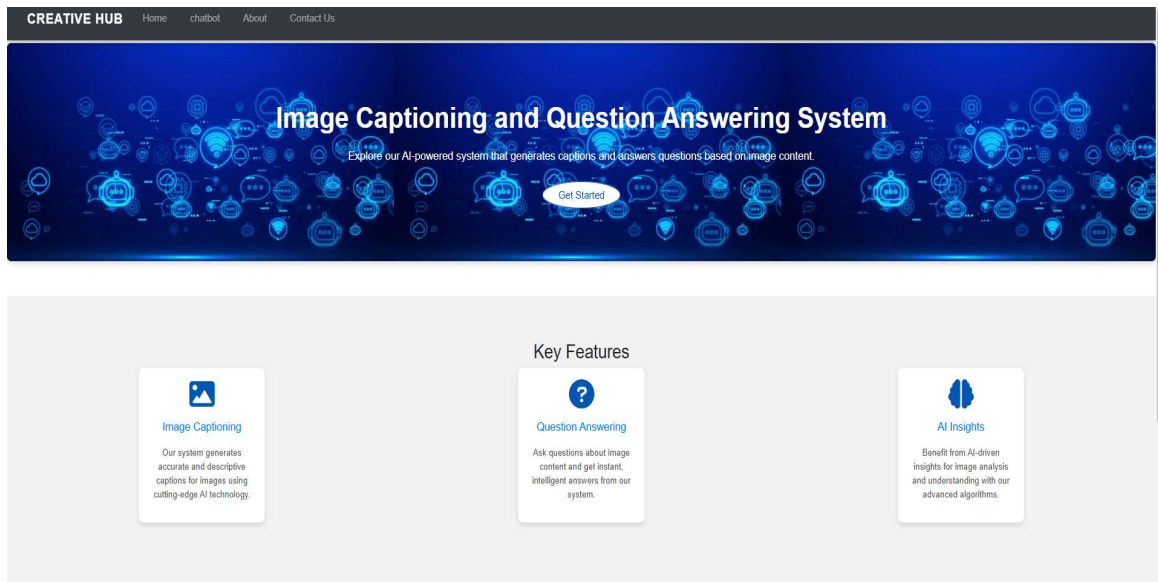 CREATIVE HUB Home chatbot About Contact Us
Image Captioning and Question Answering System
Explore our AI-powered system that generates captions and answers questions based on image content.
Get Started
Key Features
Image Captioning
Our system generates
accurate and descriptive
captions for images using
cutting-edge AI technology.
Question Answering
Ask questions about image
content and get instant,
intelligent answers from our
system.
AI Insights
Benefit from AI-driven
insights for image analysis
and understanding with our
advanced algorithms.